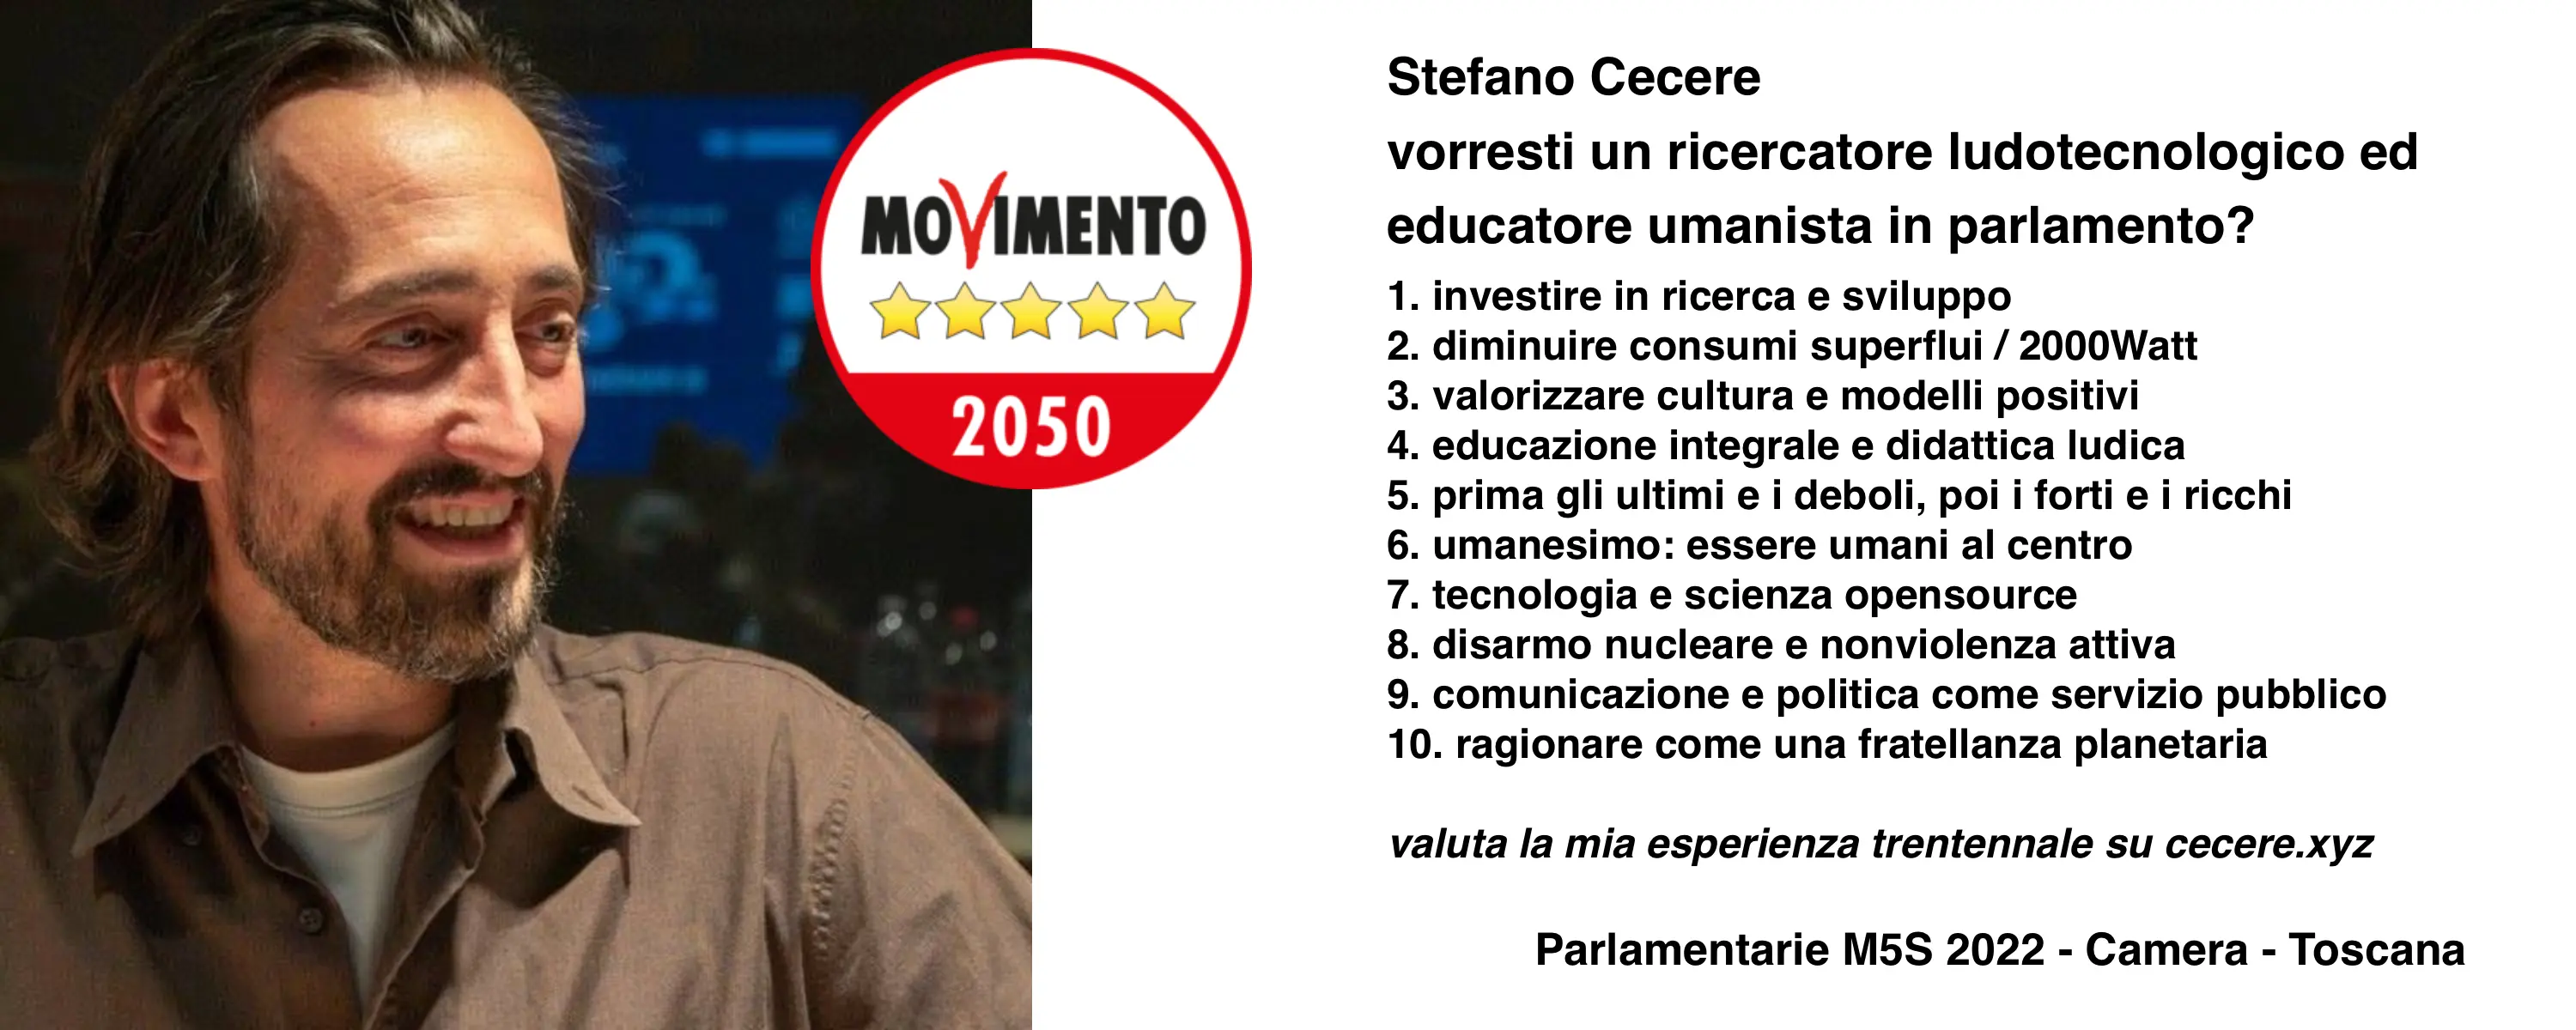 MOVIMENTO
2050
Stefano Cecere
vorresti un ricercatore ludotecnologico ed
educatore umanista in parlamento?
1. investire in ricerca e sviluppo
2. diminuire consumi superflui / 2000Watt
3. valorizzare cultura e modelli positivi
4. educazione integrale e didattica ludica
5. prima gli ultimi e i deboli, poi i forti e i ricchi
6. umanesimo: essere umani al centro
7. tecnologia e scienza opensource
8. disarmo nucleare e nonviolenza attiva
9. comunicazione e politica come servizio pubblico
10. ragionare come una fratellanza planetaria
valuta la mia esperienza trentennale su cecere.xyz
Parlamentarie M5S 2022 - Camera - Toscana